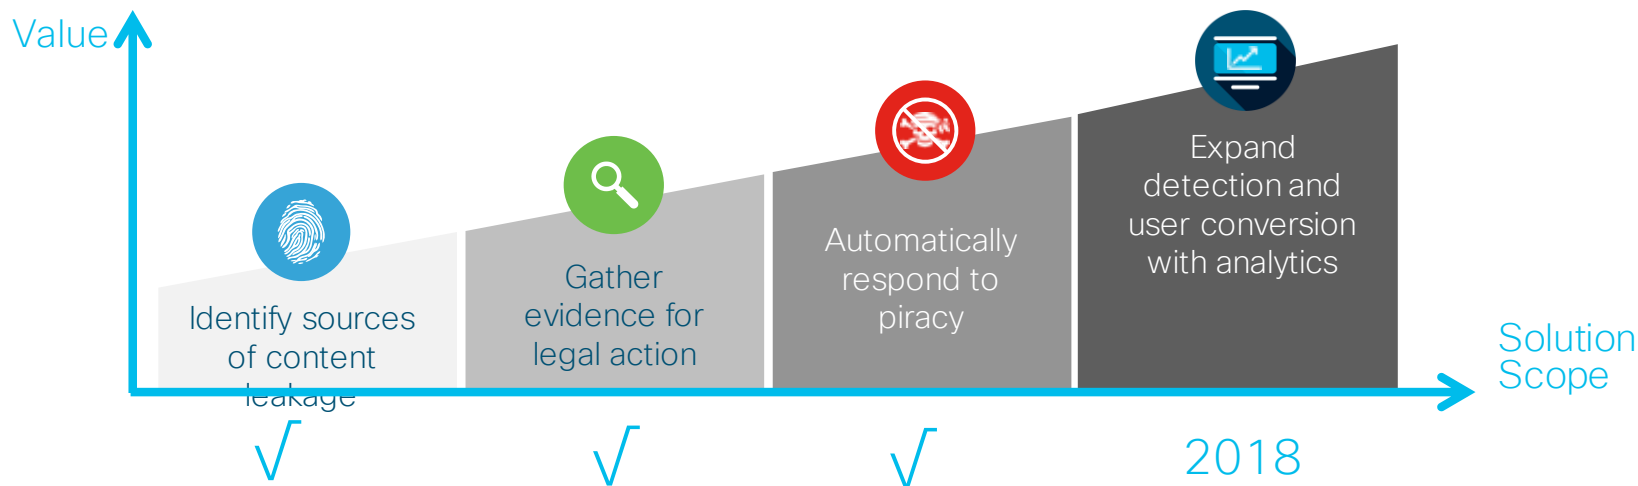 Value
Identify sources
of content
leakage
Gather
evidence for
legal action
Automatically
respond to
piracy
Expand
detection and
user conversion
with analytics
Solution
Scope
√
√
√
2018